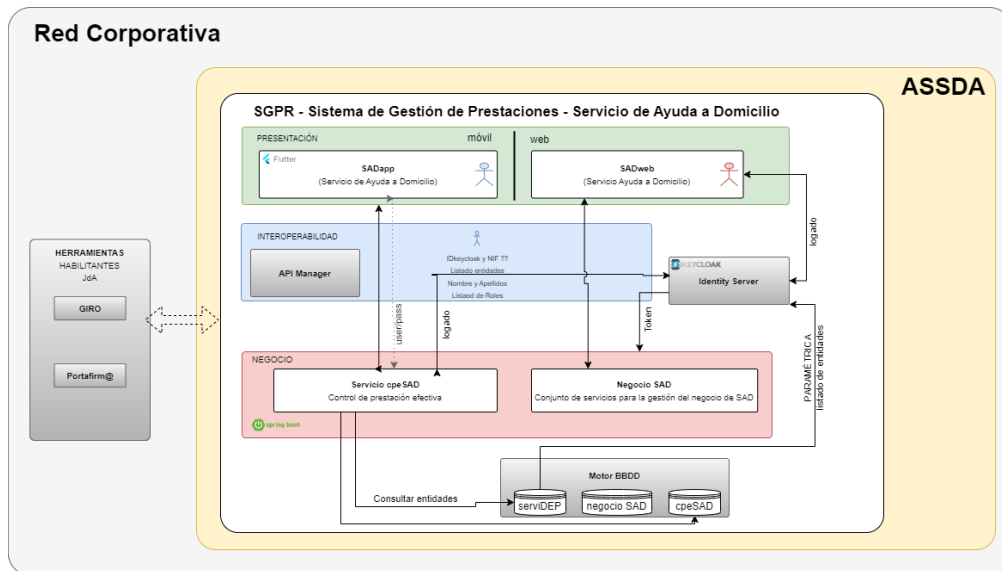 Red Corporativa
ASSDA
SGPR - Sistema de Gestión de Prestaciones - Servicio de Ayuda a Domicilio
PRESENTACIÓN
móvil
web
Flutter
SADapp
(Servicio de Ayuda a Domicilio)
SADweb
(Servicio Ayuda a Domicilio)
logado
INTEROPERABILIDAD
API Manager
IDkeycloak y NIF ??
Listado entidades
Nombre y Apellidos
Listaod de Roles
KEYCLOAK
Identity Server
HERRAMIENTAS
HABILITANTES
JdA
GIRO
Portafirm@
user/pass
logado
Token
PARAMÉTRICA
listado de entidades
NEGOCIO
Servicio cpeSAD
Control de prestación efectiva
Negocio SAD
Conjunto de servicios para la gestión del negocio de SAD
spring boot
Motor BBDD
Consultar entidades
serviDEP
negocio SAD
cpeSAD